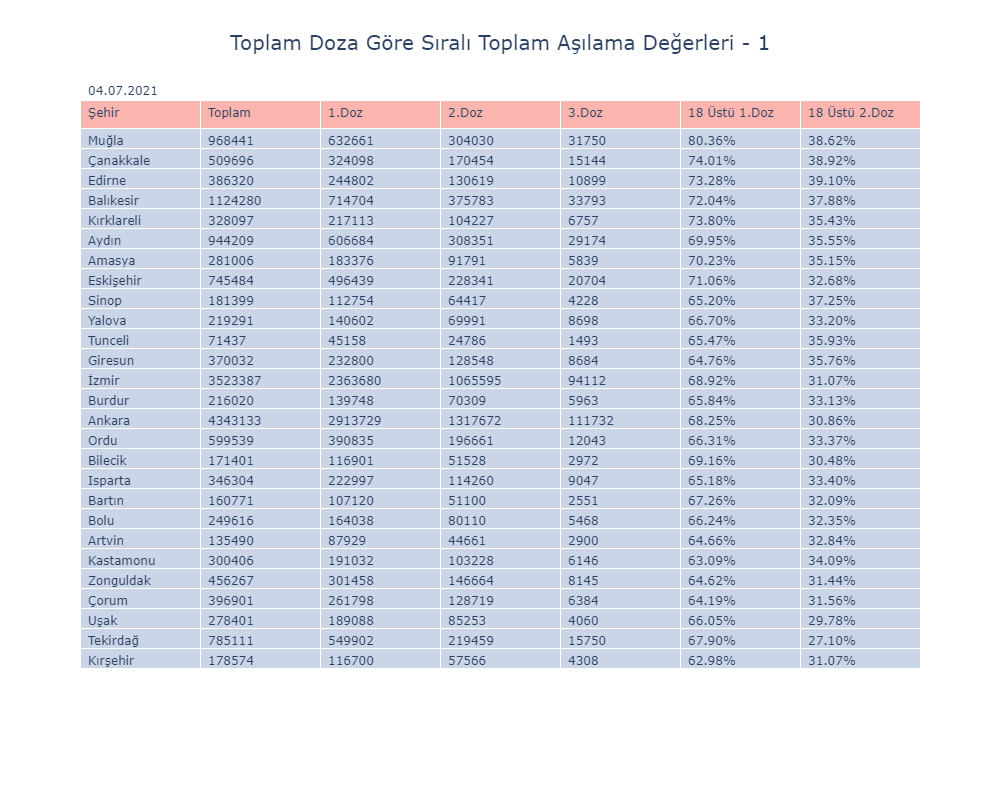 Toplam Doza Göre Sıralı Toplam Aşılama Değerleri - 1
04.07.2021
Şehir Toplam 1.Doz 2.Doz 3.Doz 18 Üstü 1.Doz 18 Üstü 2.Doz
Muğla 968441 632661 304030 31750 80.36% 38.62%
Çanakkale 509696 324098 170454 15144 74.01% 38.92%
Edirne 386320 244802 130619 10899 73.28% 39.10%
Balıkesir 1124280 714704 375783 33793 72.04% 37.88%
Kırklareli 328097 217113 104227 6757 73.80% 35.43%
Aydın 944209 606684 308351 29174 69.95% 35.55%
Amasya 281006 183376 91791 5839 70.23% 35.15%
Eskişehir 745484 496439 228341 20704 71.06% 32.68%
Sinop 181399 112754 64417 4228 65.20% 37.25%
Yalova 219291 140602 69991 8698 66.70% 33.20%
Tunceli 71437 45158 24786 1493 65.47% 35.93%
Giresun 370032 232800 128548 8684 64.76% 35.76%
İzmir 3523387 2363680 1065595 94112 68.92% 31.07%
Burdur 216020 139748 70309 5963 65.84% 33.13%
Ankara 4343133 2913729 1317672 111732 68.25% 30.86%
Ordu 599539 390835 196661 12043 66.31% 33.37%
Bilecik 171401 116901 51528 2972 69.16% 30.48%
Isparta 346304 222997 114260 9047 65.18% 33.40%
Bartın 160771 107120 51100 2551 67.26% 32.09%
Bolu 249616 164038 80110 5468 66.24% 32.35%
Artvin 135490 87929 44661 2900 64.66% 32.84%
Kastamonu 300406 191032 103228 6146 63.09% 34.09%
Zonguldak 456267 301458 146664 8145 64.62% 31.44%
Çorum 396901 261798 128719 6384 64.19% 31.56%
Uşak 278401 189088 85253 4060 66.05% 29.78%
Tekirdağ 785111 549902 219459 15750 67.90% 27.10%
Kırşehir 178574 116700 57566 4308 62.98% 31.07%